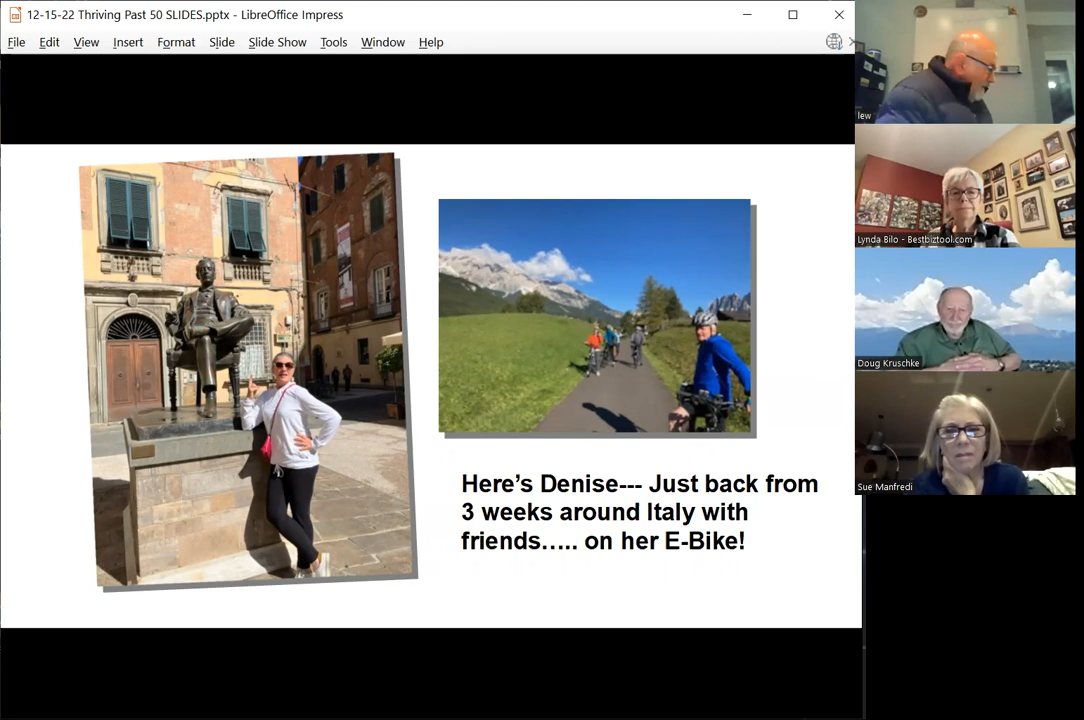 12-15-22 Thriving Past 50 SLIDES.pptx - LibreOffice Impress
File Edit View Insert Format Slide Slide Show Tools Window Help
Here’s Denise--- Just back from
3 weeks around Italy with
friends….. on her E-Bike!
lew
Lynda Bilo - Bestbiztool.com
Doug Kruschke
Sue Manfredi